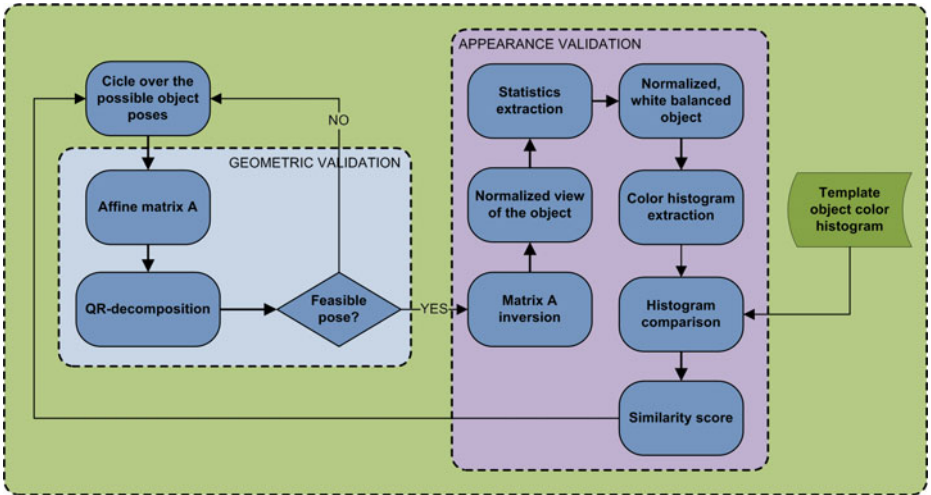 APPEARANCE VALIDATION
Cicle over the
possible object
poses
NO
GEOMETRIC VALIDATION
Affine matrix A
QR-decomposition
Feasible
pose?
YES
Statistics
extraction
Normalized,
white balanced
object
Normalized view
of the object
Color histogram
extraction
Matrix A
inversion
Histogram
comparison
Similarity score
Template
object color
histogram